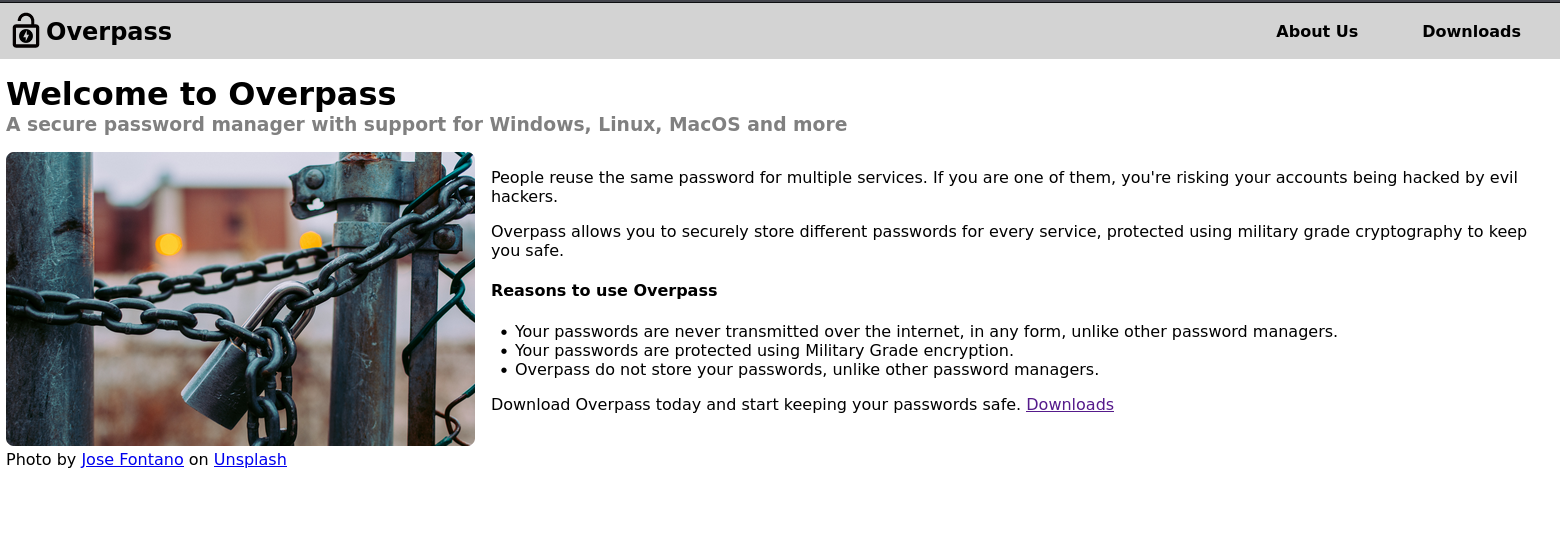 Overpass
About Us
Downloads
Welcome to Overpass
A secure password manager with support for Windows, Linux, MacOS and more
People reuse the same password for multiple services. If you are one of them, you're risking your accounts being hacked by evil
hackers.
Overpass allows you to securely store different passwords for every service, protected using military grade cryptography to keep
you safe.
Reasons to use Overpass
• Your passwords are never transmitted over the internet, in any form, unlike other password managers.
• Your passwords are protected using Military Grade encryption.
• Overpass do not store your passwords, unlike other password managers.
Download Overpass today and start keeping your passwords safe. Downloads
Photo by Jose Fontano on Unsplash